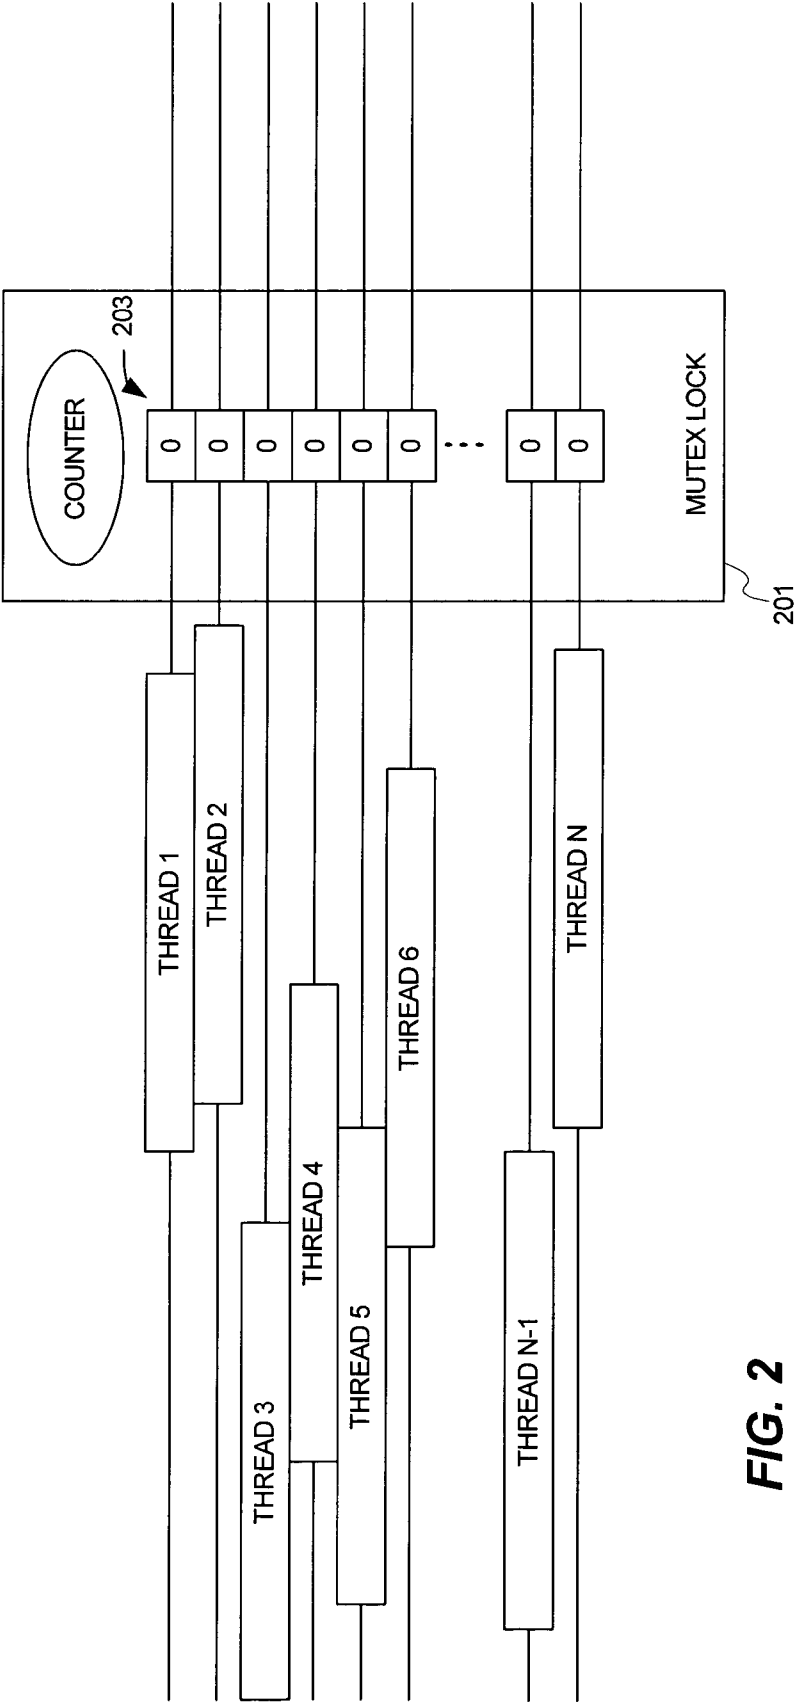 COUNTER
203
0
0
0
0
0
0
0
0
MUTEX LOCK
201
THREAD 1
THREAD 2
THREAD 3
THREAD 4
THREAD 5
THREAD 6
THREAD N-1
THREAD N
FIG. 2